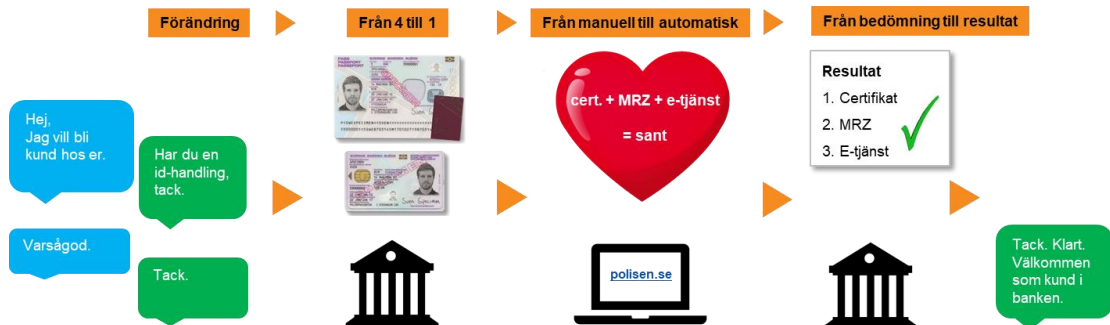 Förändring
Från 4 till 1
Från manuell till automatisk
Från bedömning till resultat
Hej,
Jag vill bli
kund hos er.
Har du en
id-handling,
tack.
Varsågod.
Tack.
cert. + MRZ + e-tjänst
= sant
polisen.se
Resultat
1. Certifikat
2. MRZ
3. E-tjänst
Tack. Klart.
Välkommen
som kund i
banken.